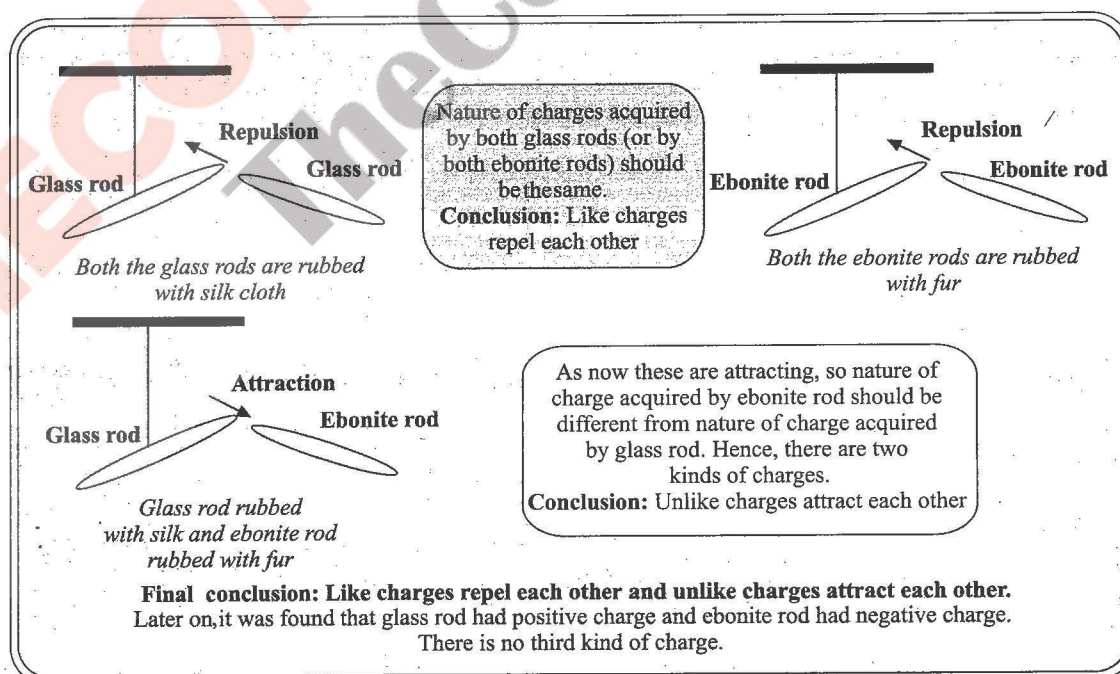 Repulsion
Glass rod
Glass rod
Both the glass rods are rubbed
with silk cloth
Nature of charges acquired
by both glass rods (or by
both ebonite rods) should
be the same.
Conclusion: Like charges
repel each other
Repulsion
Ebonite rod
Ebonite rod
Both the ebonite rods are rubbed
with fur
Attraction
Glass rod
Ebonite rod
Glass rod rubbed
with silk and ebonite rod
rubbed with fur
As now these are attracting, so nature of
charge acquired by ebonite rod should be
different from nature of charge acquired
by glass rod. Hence, there are two
kinds of charges.
Conclusion: Unlike charges attract each other
Final conclusion: Like charges repel each other and unlike charges attract each other.
Later on, it was found that glass rod had positive charge and ebonite rod had negative charge.
There is no third kind of charge.